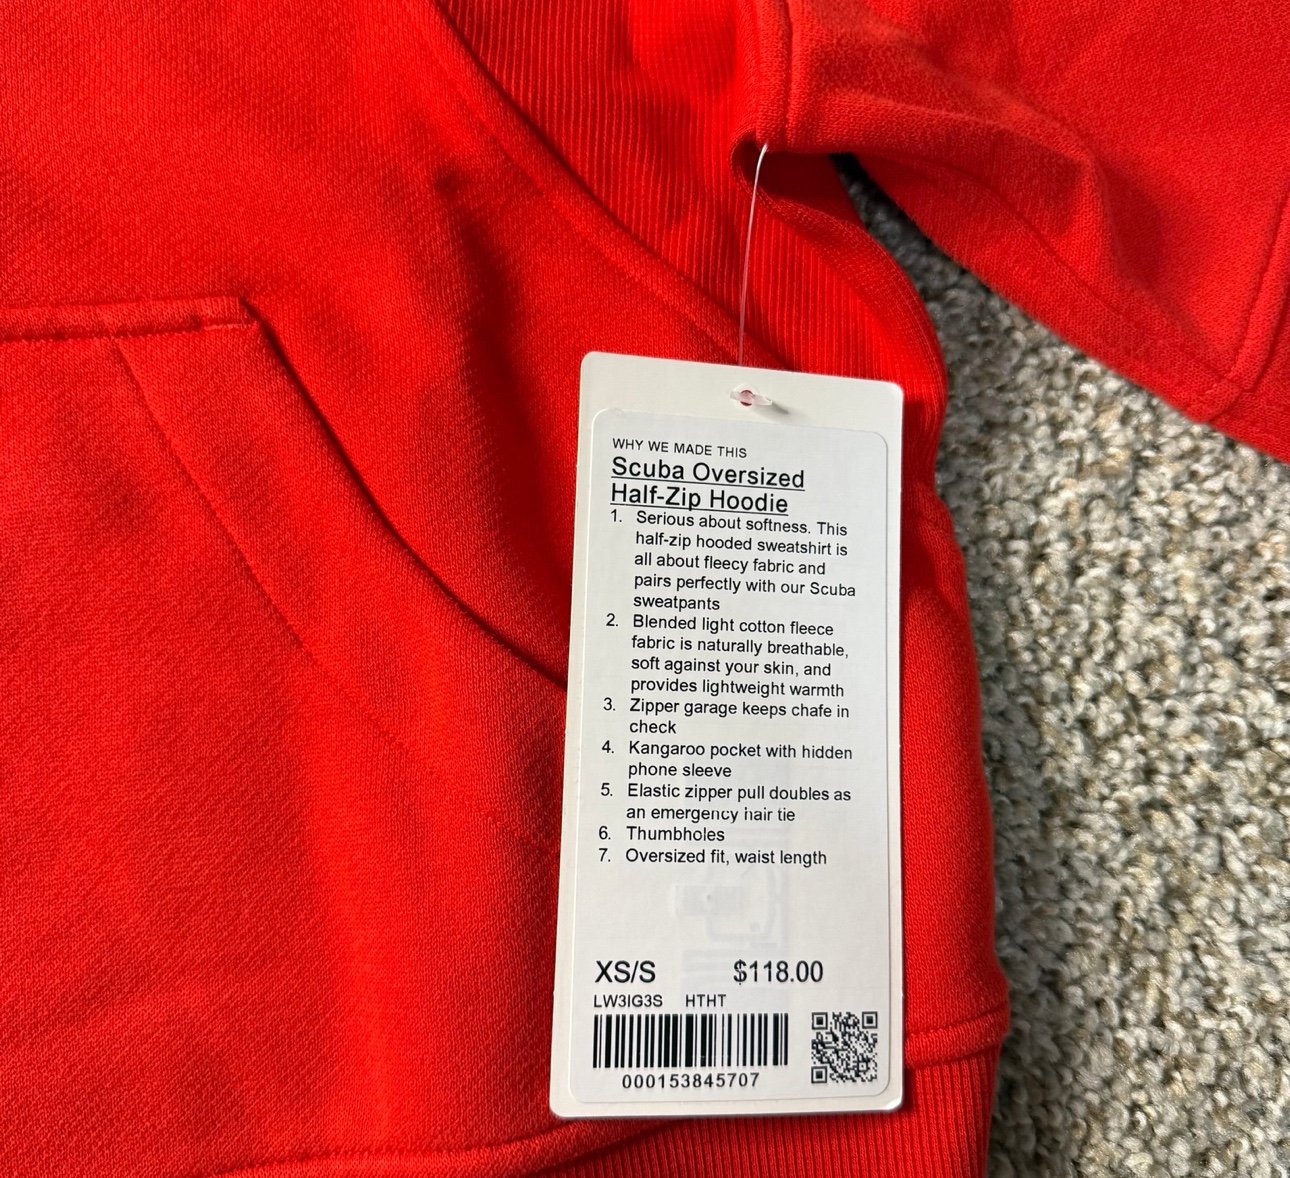 WHY WE MADE THIS
Scuba Oversized
Half-Zip Hoodie
1. Serious about softness. This
half-zip hooded sweatshirt is
all about fleecy fabric and
pairs perfectly with our Scuba
sweatpants
2. Blended light cotton fleece
fabric is naturally breathable,
soft against your skin, and
provides lightweight warmth
3. Zipper garage keeps chafe in
check
4. Kangaroo pocket with hidden
phone sleeve
5. Elastic zipper pull doubles as
an emergency hair tie
6. Thumbholes
7. Oversized fit, waist length
XS/S $118.00
LW3IG3S HTHT
000153845707